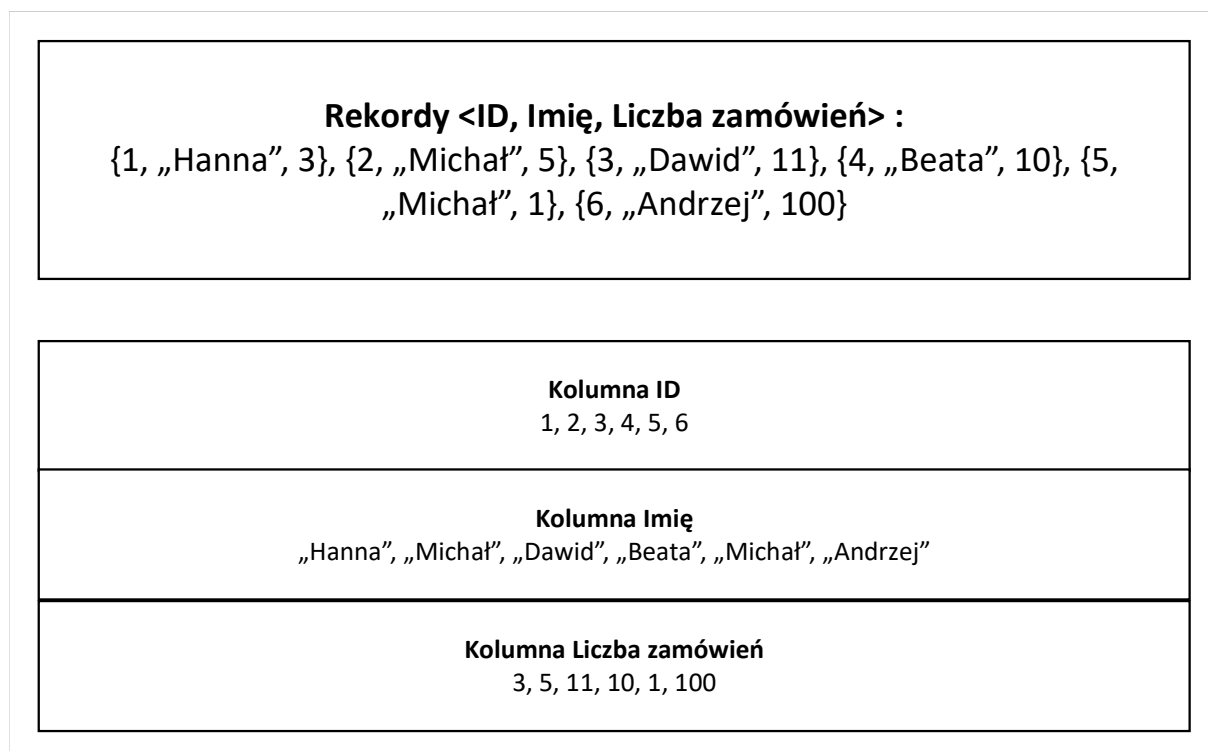 Rekordy <ID, Imię, Liczba zamówień> :
{1, „Hanna”, 3}, {2, „Michał”, 5}, {3, „Dawid”, 11}, {4, „Beata”, 10}, {5,
„Michał”, 1}, {6, „Andrzej”, 100}
Kolumna ID
1, 2, 3, 4, 5, 6
Kolumna Imię
„Hanna”, „Michał”, „Dawid”, „Beata”, „Michał”, „Andrzej”
Kolumna Liczba zamówień
3, 5, 11, 10, 1, 100